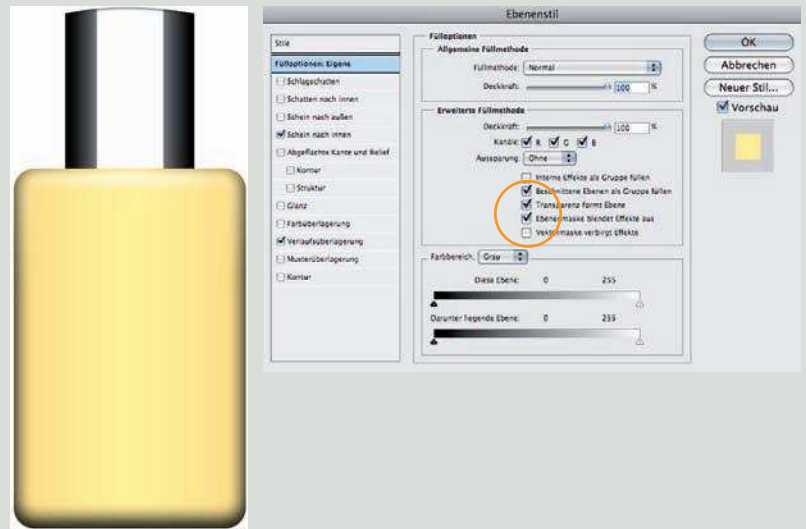 Ebenenstil
Stile
Fülloptionen: Eigene
Schlagschatten
Schatten nach innen
Schein nach außen
Schein nach innen
Abgeflachte Kante und Relief
Kontur
Struktur
Glanz
Farbüberlagerung
Verlaufsüberlagerung
Musterüberlagerung
Kontur
Fülloptionen
Allgemeine Füllmethode
Füllmethode: Normal
Deckkraft: 100 %
Erweiterte Füllmethode
Deckkraft: 100 %
Kanäle: R G B
Aussparung: Ohne
Interne Effekte als Gruppe füllen
Beschnittene Ebenen als Gruppe füllen
Transparenz formt Ebene
Ebenenmaske blendet Effekte aus
Vektormaske verbirgt Effekte
Farbbereich: Grau
Diese Ebene: 0 255
Darunter liegende Ebene: 0 255
OK
Abbrechen
Neuer Stil...
Vorschau